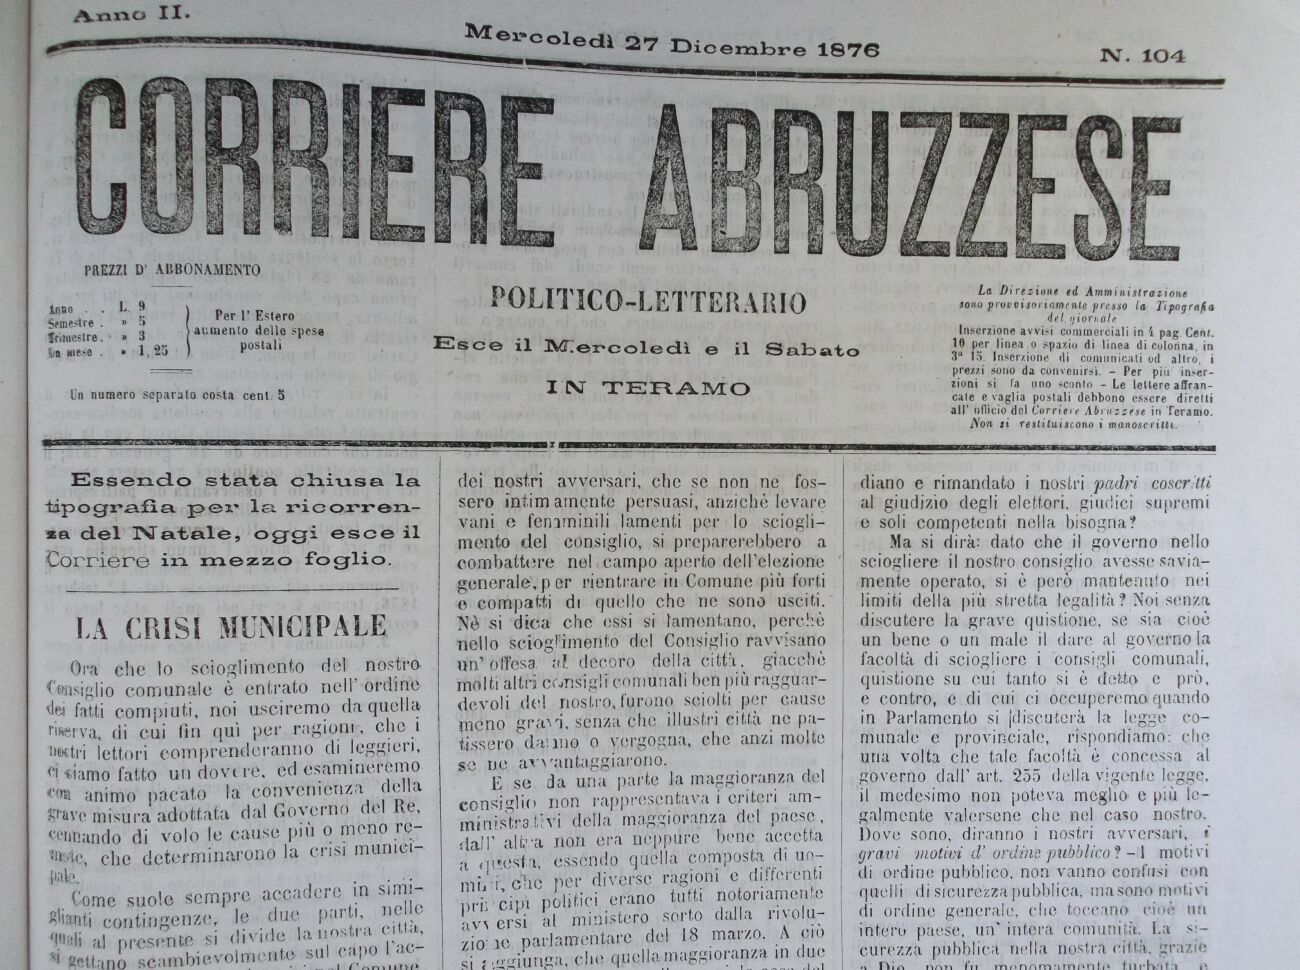 Anno II.
Mercoledì 27 Dicembre 1876
N. 104
CORRIERE ABRUZZESE
PREZZI D' ABBONAMENTO
Anno . . L. 9
Semestre . » 5
Trimestre . » 3
Un mese . » 1,25
Per l' Estero
aumento delle spese
postali
Un numero separato costa cent. 5
POLITICO-LETTERARIO
Esce il Mercoledì e il Sabato
IN TERAMO
La Direzione ed Amministrazione
sono provvisoriamente presso la Tipografia
del giornale
Inserzione avvisi commerciali in 4 pag. Cent.
10 per linea o spazio di linea di colonna, in
3ª 15. Inserzione di comunicati od altro, i
prezzi sono da convenirsi. - Per più inser-
zioni si fa uno sconto - Le lettere affran-
cate e vaglia postali debbono essere diretti
all' ufficio del Corriere Abruzzese in Teramo.
Non si restituiscono i manoscritti.
Essendo stata chiusa la
tipografia per la ricorren-
za del Natale, oggi esce il
Corriere in mezzo foglio.
LA CRISI MUNICIPALE
Ora che lo scioglimento del nostro
Consiglio comunale è entrato nell' ordine
dei fatti compiuti, noi usciremo da quella
riserva, di cui fin quì per ragioni, che i
nostri lettori comprenderanno di leggieri,
ci siamo fatto un dovere, ed esamineremo
con animo pacato la convenienza della
grave misura adottata dal Governo del Re,
cennando di volo le cause più o meno re-
mote, che determinarono la crisi munici-
pale.
Come suole sempre accadere in simi-
glianti contingenze, le due parti, nelle
quali al presente si divide la nostra città,
si gettano scambievolmente sul capo l'ac-
dei nostri avversari, che se non ne fos-
sero intimamente persuasi, anzichè levare
vani e femminili lamenti per lo sciogli-
mento del consiglio, si preparerebbero a
combattere nel campo aperto dell'elezione
generale, per rientrare in Comune più forti
e compatti di quello che ne sono usciti.
Nè si dica che essi si lamentano, perchè
nello scioglimento del Consiglio ravvisano
un' offesa al decoro della città, giacchè
molti altri consigli comunali ben più ragguar-
devoli del nostro, furono sciolti per cause
meno gravi, senza che illustri città ne pa-
tissero danno o vergogna, che anzi molte
se ne avvantaggiarono.
E se da una parte la maggioranza del
consiglio non rappresentava i criteri am-
ministrativi della maggioranza del paese,
dall' altra non era neppure bene accetta
a questa, essendo quella composta di uo-
mini, che per diverse ragioni e differenti
principi politici erano tutti notoriamente
avversi al ministero sorto dalla rivolu-
zione parlamentare del 18 marzo. A ciò
si aggiunga, che quella maggioranza in due
diano e rimandato i nostri padri coscritti
al giudizio degli elettori, giudici supremi
e soli competenti nella bisogna?
Ma si dirà: dato che il governo nello
sciogliere il nostro consiglio avesse savia-
mente operato, si è però mantenuto nei
limiti della più stretta legalità? Noi senza
discutere la grave quistione, se sia cioè
un bene o un male il dare al governo la
facoltà di sciogliere i consigli comunali,
quistione su cui tanto si è detto e prò,
e contro, e di cui ci occuperemo quando
in Parlamento si discuterà la legge co-
munale e provinciale, rispondiamo: che
una volta che tale facoltà è concessa al
governo dall' art. 255 della vigente legge,
il medesimo non poteva meglio e più le-
galmente valersene che nel caso nostro.
Dove sono, diranno i nostri avversari, i
gravi motivi d' ordine pubblico? - I motivi
di ordine pubblico, non vanno confusi con
quelli di sicurezza pubblica, ma sono motivi
di ordine generale, che toccano cioè un
intero paese, un' intera comunità. La si-
curezza pubblica nella nostra città, grazie
a Dio, non fu menomamente turbata, e